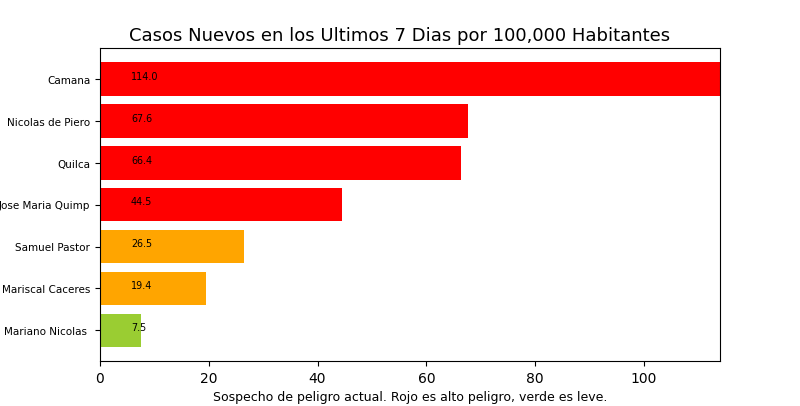 Casos Nuevos en los Ultimos 7 Dias por 100,000 Habitantes
Camana 114.0
Nicolas de Piero 67.6
Quilca 66.4
Jose Maria Quimp 44.5
Samuel Pastor 26.5
Mariscal Caceres 19.4
Mariano Nicolas 7.5
0 20 40 60 80 100
Sospecho de peligro actual. Rojo es alto peligro, verde es leve.